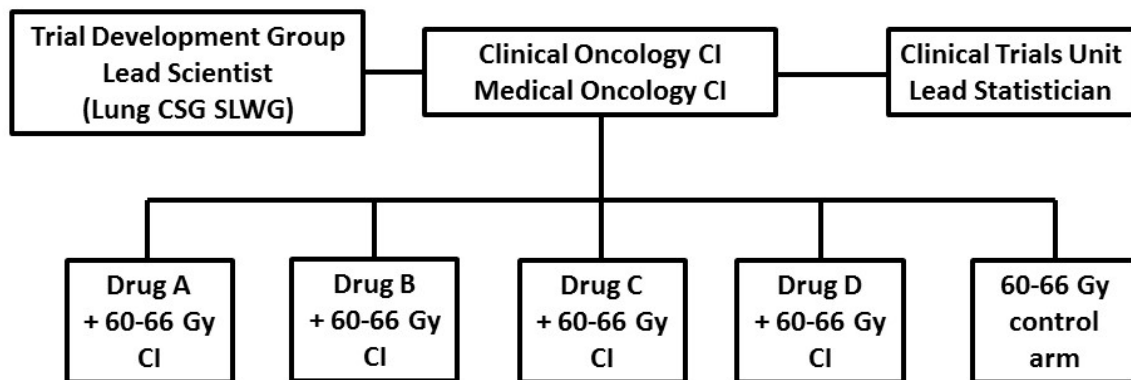 Trial Development Group
Lead Scientist
(Lung CSG SLWG)
Clinical Oncology CI
Medical Oncology CI
Clinical Trials Unit
Lead Statistician
Drug A
+ 60-66 Gy
CI
Drug B
+ 60-66 Gy
CI
Drug C
+ 60-66 Gy
CI
Drug D
+ 60-66 Gy
CI
60-66 Gy
control
arm